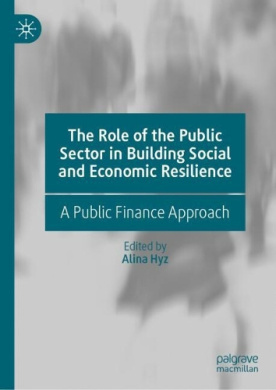 The Role of the Public
Sector in Building Social
and Economic Resilience
A Public Finance Approach
Edited by
Alina Hyz
palgrave
macmillan